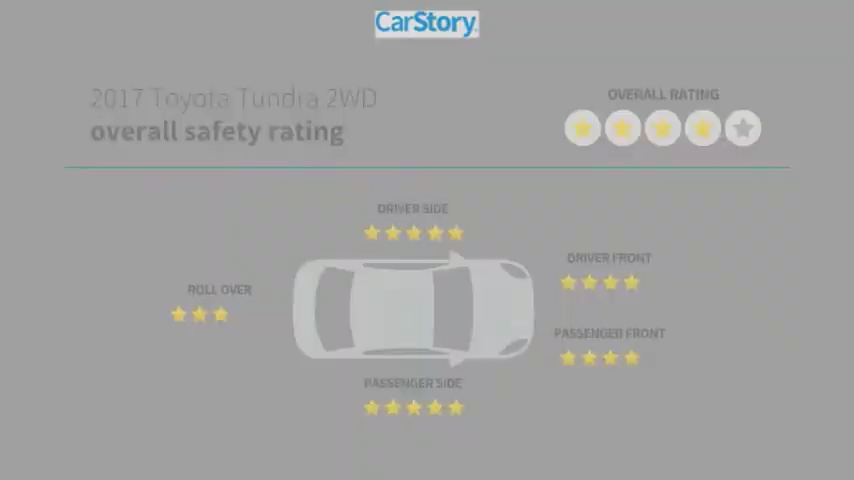 CarStory
2017 Toyota Tundra 2WD
overall safety rating
OVERALL RATING
DRIVER SIDE
DRIVER FRONT
ROLL OVER
PASSENGER FRONT
PASSENGER SIDE